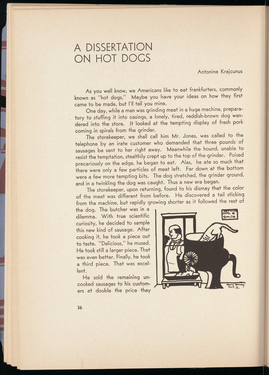 A DISSERTATION
ON HOT DOGS
Antonine Krajcunus
As you well know, we Americans like to eat frankfurters, commonly
known as "hot dogs." Maybe you have your ideas on how they first
came to be made, but I'll tell you mine.
One day, while a man was grinding meat in a huge machine, prepara-
tory to stuffing it into casings, a lonely, tired, reddish-brown dog wan-
dered into the store. It looked at the tempting display of fresh pork
coming in spirals from the grinder.
The storekeeper, we shall call him Mr. Jones, was called to the
telephone by an irate customer who demanded that three pounds of
sausages be sent to her right away. Meanwhile the hound, unable to
resist the temptation, stealthily crept up to the top of the grinder. Poised
precariously on the edge, he began to eat. Alas, he ate so much that
there were only a few particles of meat left. Far down at the bottom
were a few more tempting bits. The dog stretched, the grinder ground,
and in a twinkling the dog was caught. Thus a new era began.
The storekeeper, upon returning, found to his dismay that the color
of the meat was different from before. He discovered a tail sticking
from the machine, but rapidly growing shorter as it followed the rest of
the dog. The butcher was in a
dilemma. With true scientific
curiosity, he decided to sample
this new kind of sausage. After
cooking it, he took a piece out
to taste. "Delicious," he mused.
He took still a larger piece. That
was even better. Finally, he took
a third piece. That was excel-
lent.
He sold the remaining un-
cooked sausages to his custom-
ers at double the price they
36